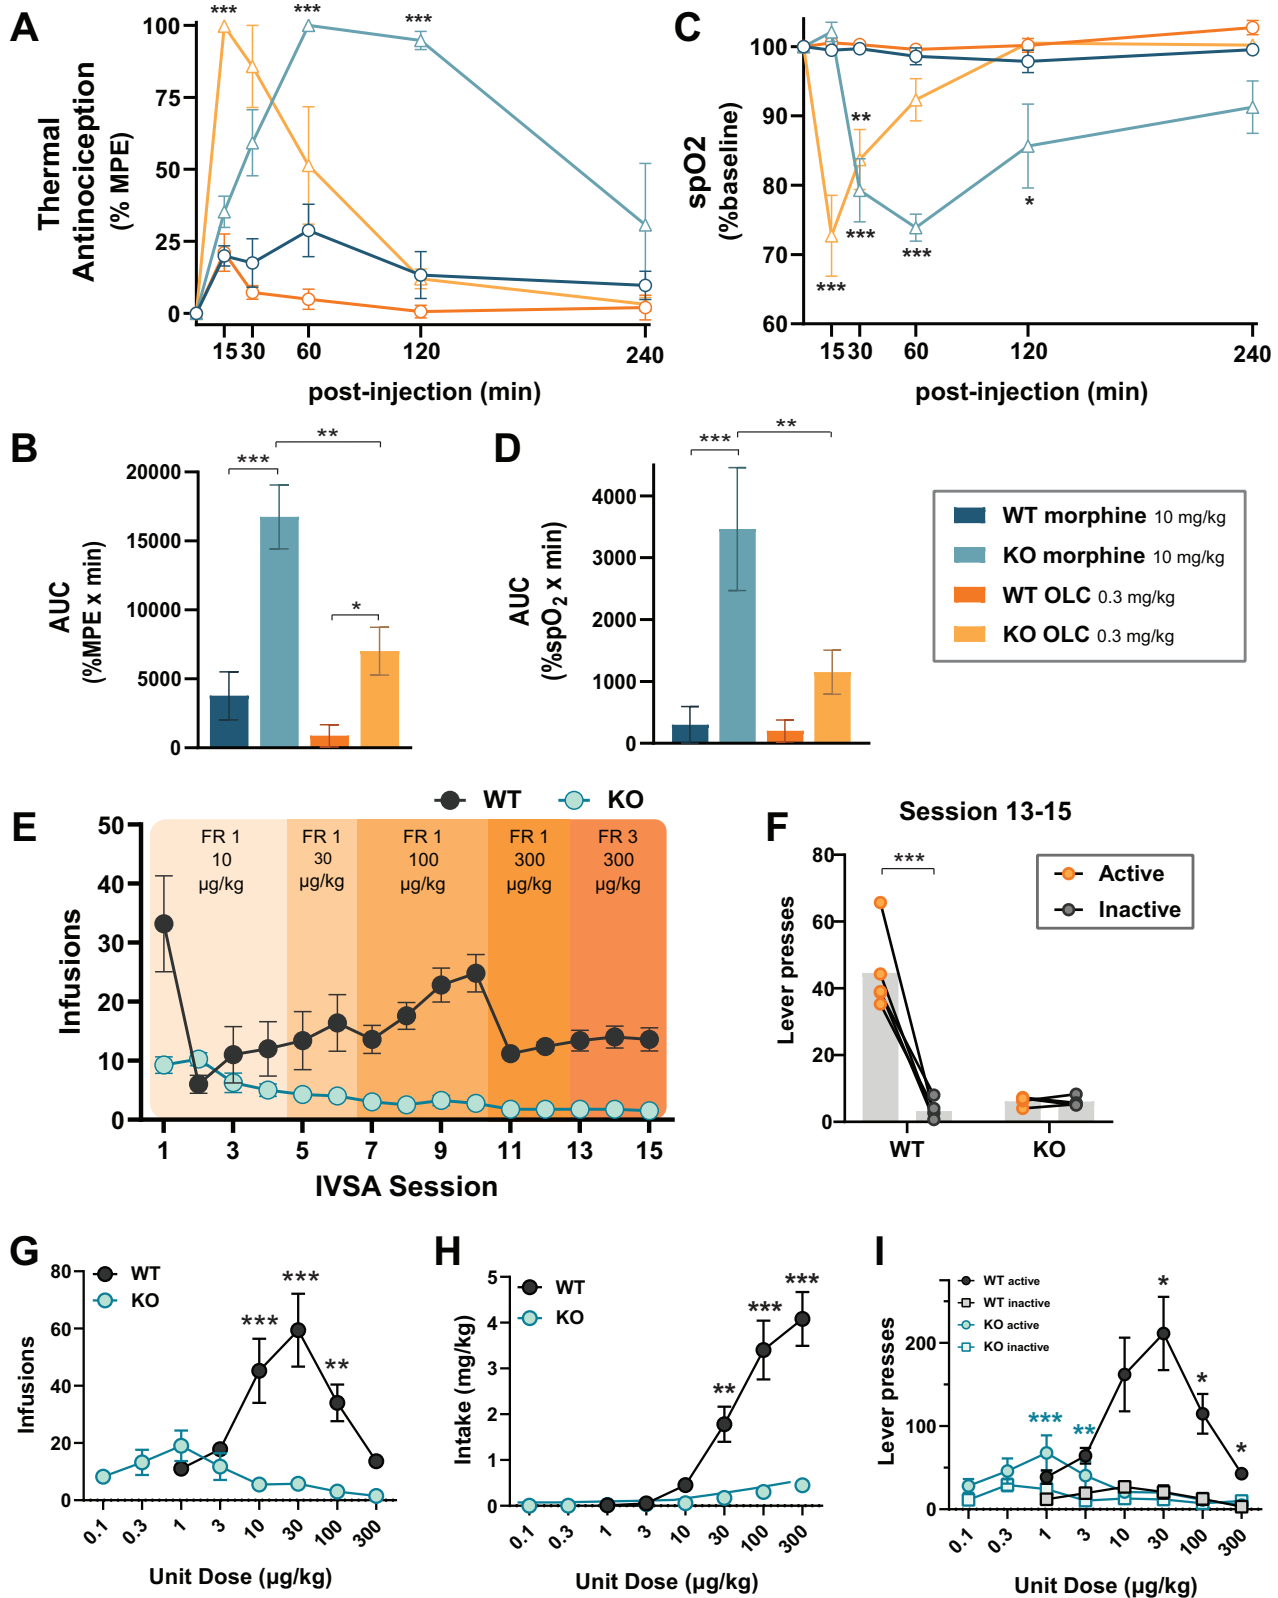 A
Thermal
Antinociception
(% MPE)
100
75
50
25
0
***
***
***
15 30 60 120 240
post-injection (min)
C
spO2
(%baseline)
100
90
80
70
60
**
***
***
***
*
15 30 60 120 240
post-injection (min)
B
AUC
(%MPE x min)
20000
15000
10000
5000
0
***
**
*
D
AUC
(%spO2 x min)
4000
3000
2000
1000
0
***
**
WT morphine 10 mg/kg
KO morphine 10 mg/kg
WT OLC 0.3 mg/kg
KO OLC 0.3 mg/kg
E
WT KO
Infusions
50
40
30
20
10
0
FR 1
10
µg/kg
FR 1
30
µg/kg
FR 1
100
µg/kg
FR 1
300
µg/kg
FR 3
300
µg/kg
1 3 5 7 9 11 13 15
IVSA Session
F
Session 13-15
Lever presses
80
60
40
20
0
***
Active
Inactive
WT KO
G
Infusions
80
60
40
20
0
WT
KO
***
***
**
0.1 0.3 1 3 10 30 100 300
Unit Dose (µg/kg)
H
Intake (mg/kg)
5
4
3
2
1
0
WT
KO
**
***
***
0.1 0.3 1 3 10 30 100 300
Unit Dose (µg/kg)
I
Lever presses
200
100
0
WT active
WT inactive
KO active
KO inactive
***
**
*
*
*
0.1 0.3 1 3 10 30 100 300
Unit Dose (µg/kg)